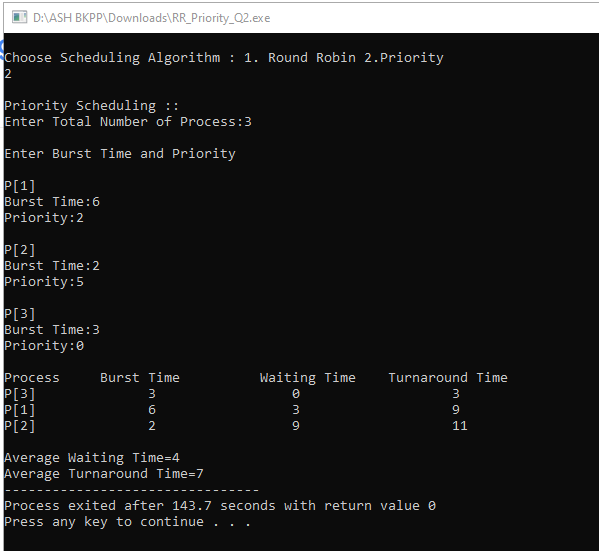 D:\ASH BKPP\Downloads\RR_Priority_Q2.exe
Choose Scheduling Algorithm : 1. Round Robin 2.Priority
2
Priority Scheduling ::
Enter Total Number of Process:3
Enter Burst Time and Priority
P[1]
Burst Time:6
Priority:2
P[2]
Burst Time:2
Priority:5
P[3]
Burst Time:3
Priority:0
Process     Burst Time          Waiting Time    Turnaround Time
P[3]              3                 0                   3
P[1]              6                 3                   9
P[2]              2                 9                   11
Average Waiting Time=4
Average Turnaround Time=7
--------------------------------
Process exited after 143.7 seconds with return value 0
Press any key to continue . . .